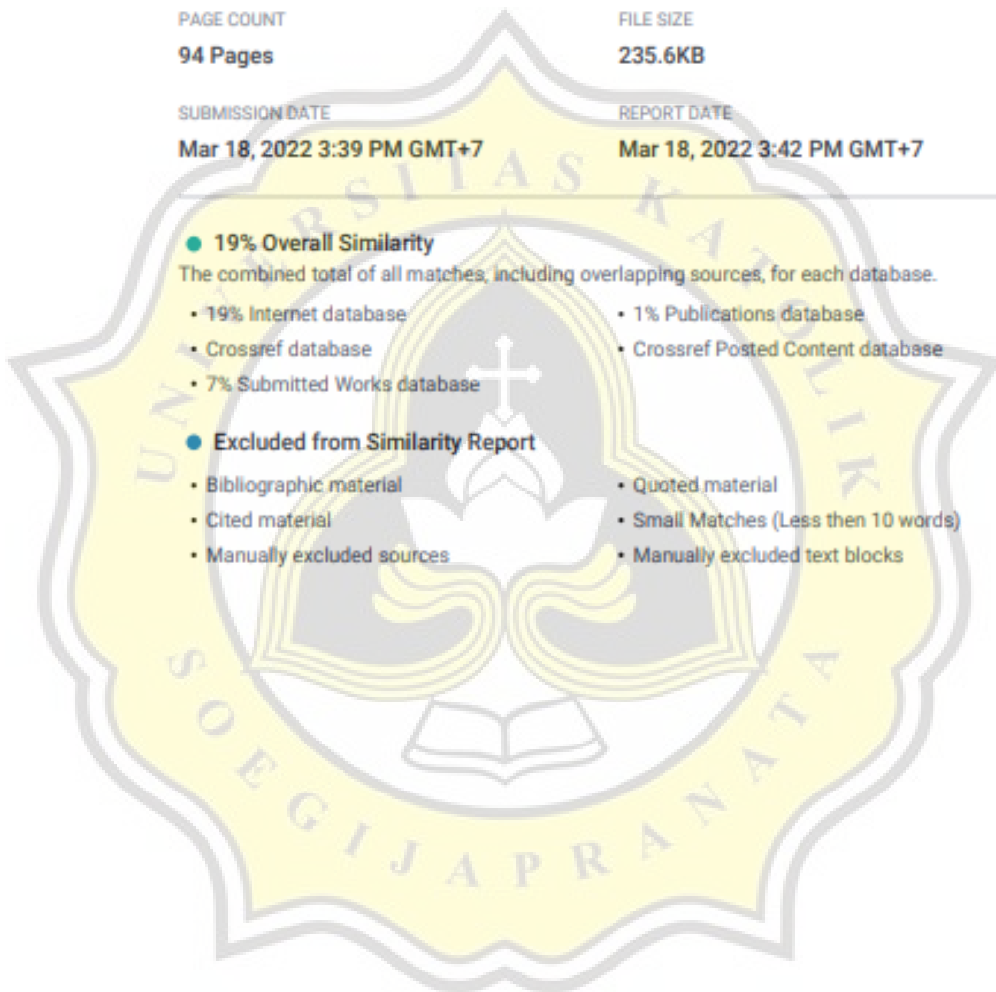 PAGE COUNT
94 Pages
FILE SIZE
235.6KB
SUBMISSION DATE
Mar 18, 2022 3:39 PM GMT+7
REPORT DATE
Mar 18, 2022 3:42 PM GMT+7
19% Overall Similarity
The combined total of all matches, including overlapping sources, for each database.
• 19% Internet database
• 1% Publications database
• Crossref database
• Crossref Posted Content database
• 7% Submitted Works database
Excluded from Similarity Report
• Bibliographic material
• Quoted material
• Cited material
• Small Matches (Less then 10 words)
• Manually excluded sources
• Manually excluded text blocks
UNIVERSITAS KATOLIK
SOEGIJAPRANATA